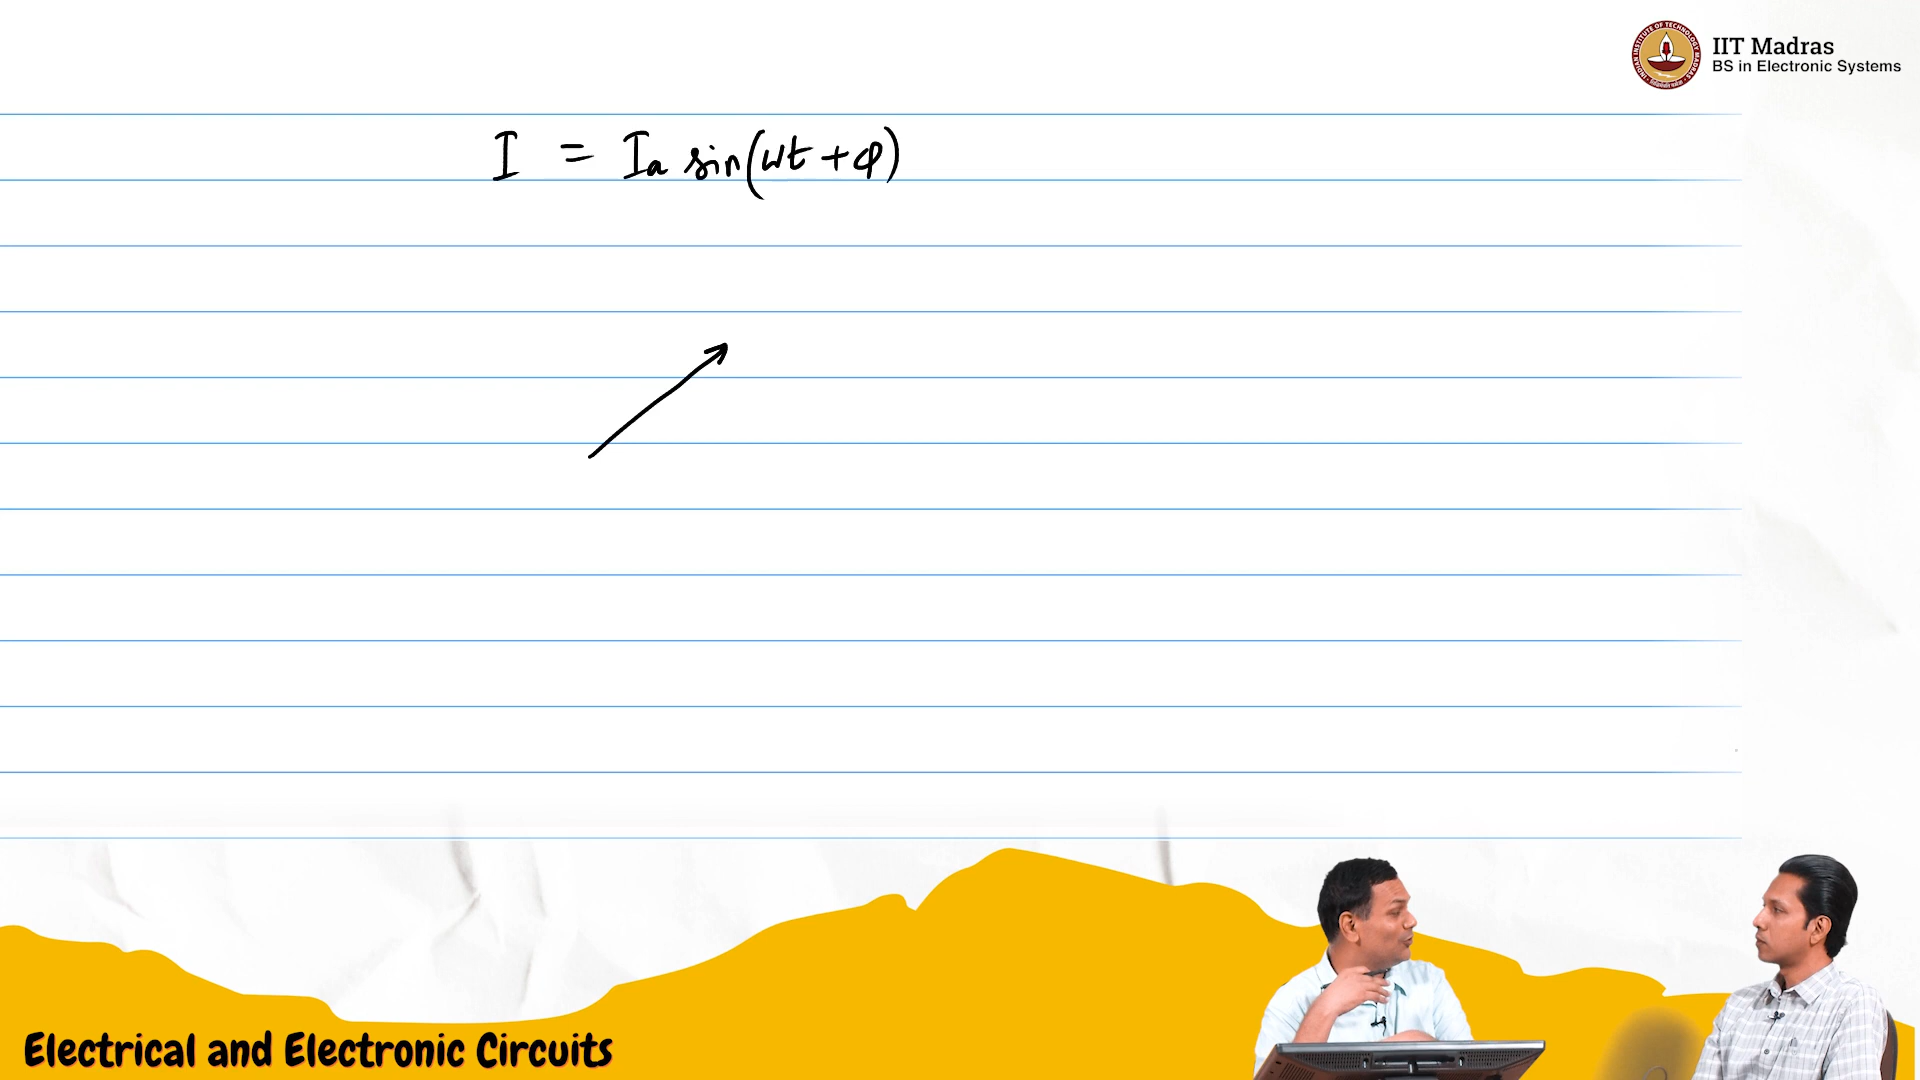 IIT Madras
BS in Electronic Systems
I = Ia sin(ωt + φ)
Electrical and Electronic Circuits